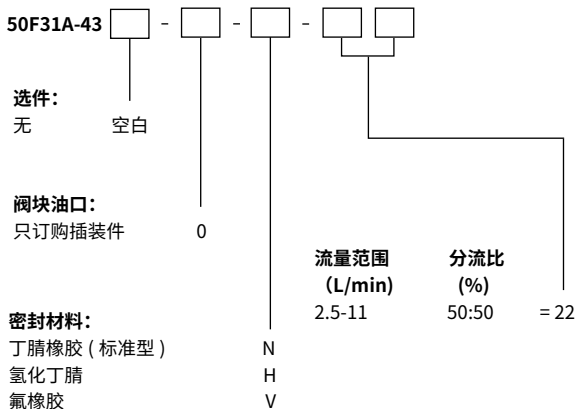 50F31A-43 - - -
选件：
无 空白
阀块油口：
只订购插装件 0
流量范围 分流比
（L/min) (%)
2.5-11 50:50 = 22
密封材料：
丁腈橡胶 ( 标准型 ) N
氢化丁腈 H
氟橡胶 V